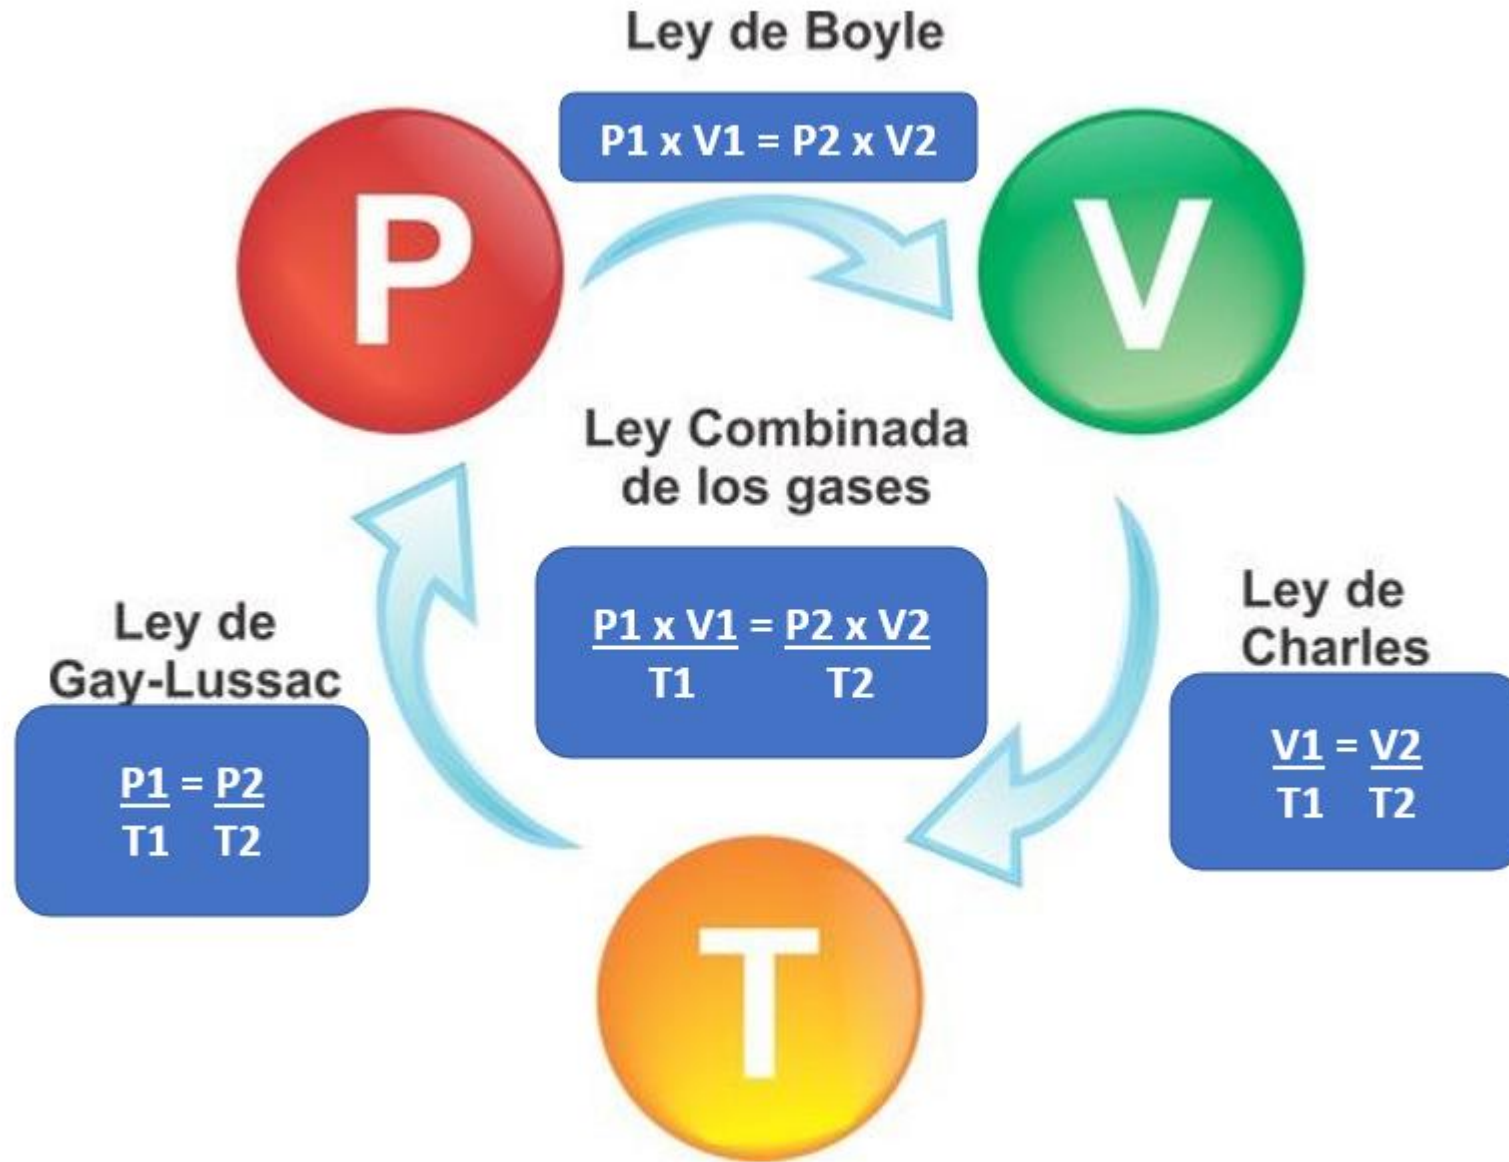 Ley de Boyle
P1 x V1 = P2 x V2
P
V
Ley Combinada
de los gases
P1 x V1 = P2 x V2
T1 T2
Ley de
Gay-Lussac
P1 = P2
T1 T2
Ley de
Charles
V1 = V2
T1 T2
T